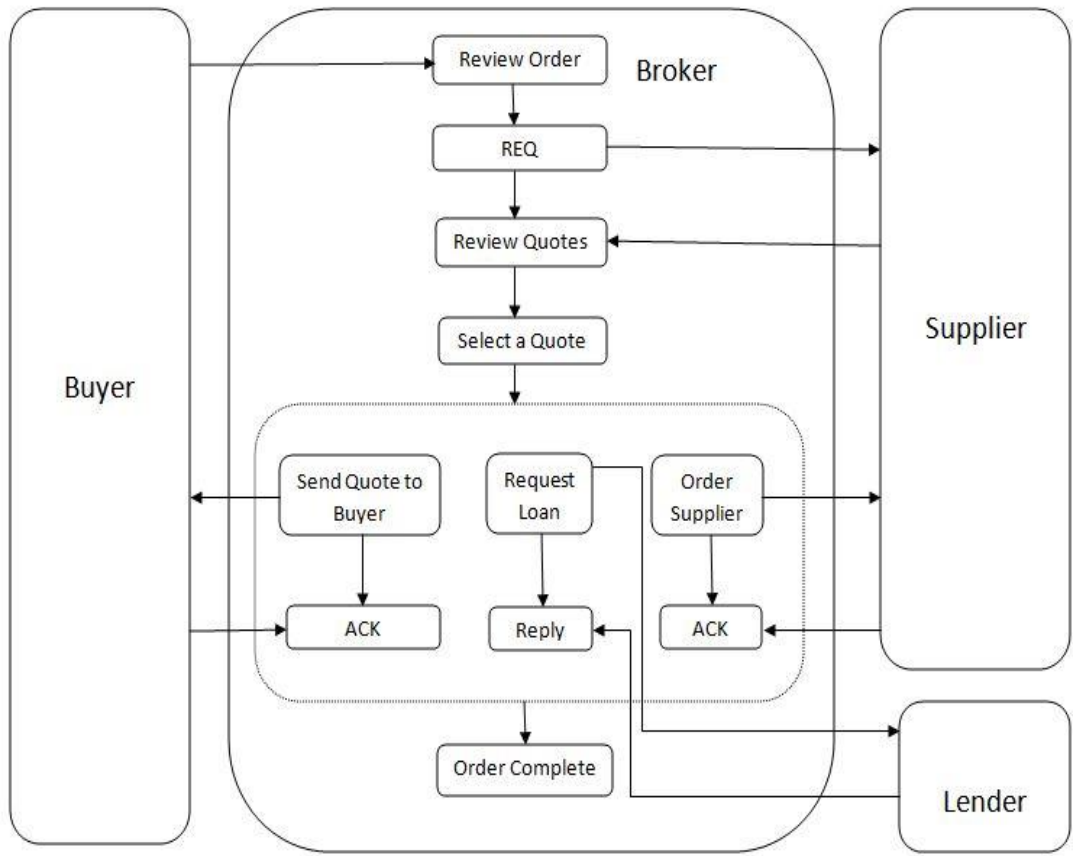 Review Order
Broker
REQ
Review Quotes
Select a Quote
Supplier
Buyer
Send Quote to
Buyer
Request
Loan
Order
Supplier
ACK
Reply
ACK
Order Complete
Lender